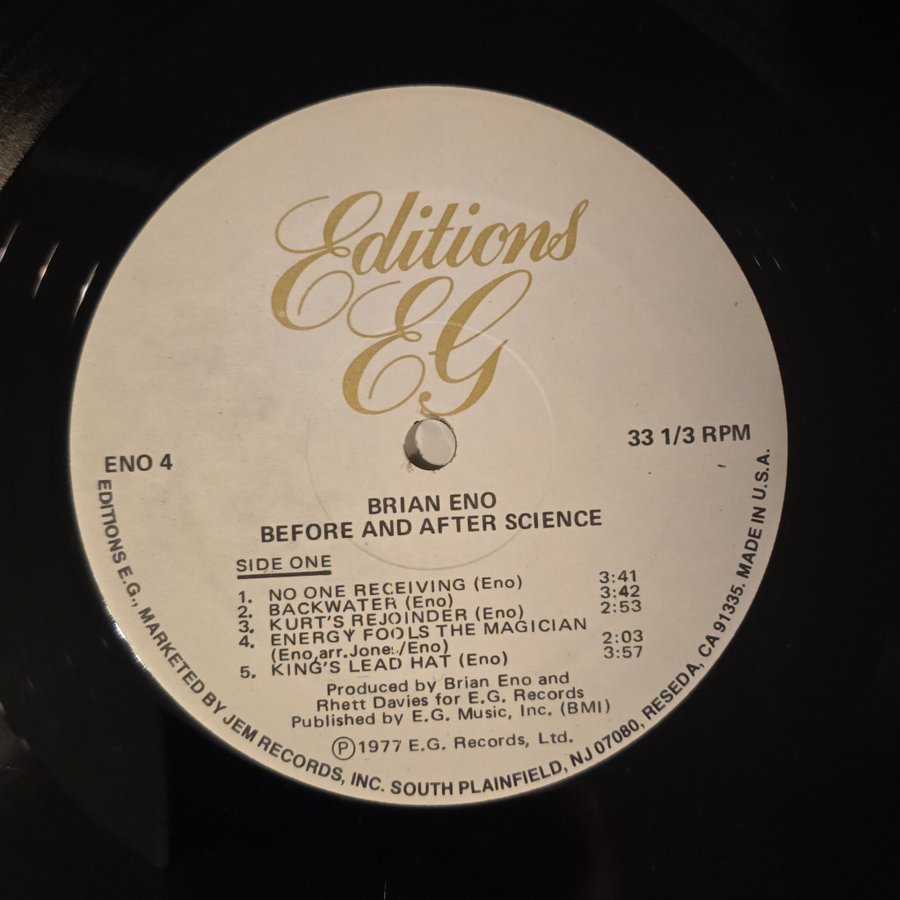 Editions
EG
ENO 4
33 1/3 RPM
BRIAN ENO
BEFORE AND AFTER SCIENCE
SIDE ONE
1. NO ONE RECEIVING (Eno) 3:41
2. BACKWATER (Eno) 3:42
3. KURT'S REJOINDER (Eno) 2:53
4. ENERGY FOOLS THE MAGICIAN
(Eno,arr.Jones/Eno) 2:03
5. KING'S LEAD HAT (Eno) 3:57
Produced by Brian Eno and
Rhett Davies for E.G. Records
Published by E.G. Music, Inc. (BMI)
Ⓟ1977 E.G. Records, Ltd.
EDITIONS E.G., MARKETED BY JEM RECORDS, INC. SOUTH PLAINFIELD, NJ 07080, RESEDA, CA 91335. MADE IN U.S.A.